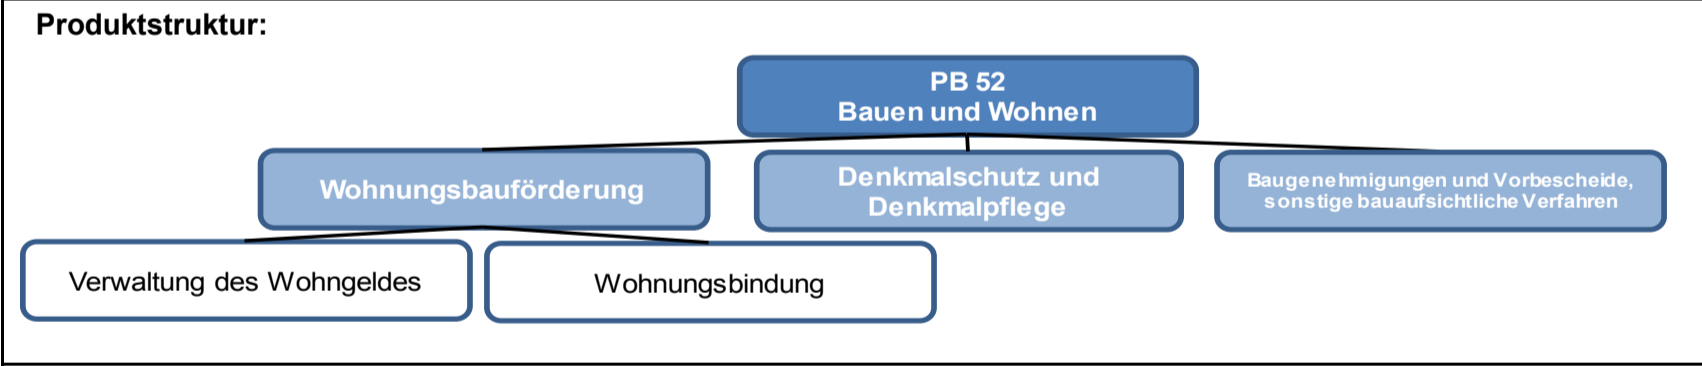 Produktstruktur:
PB 52
Bauen und Wohnen
Wohnungsbauförderung
Denkmalschutz und
Denkmalpflege
Baugenehmigungen und Vorbescheide,
sonstige bauaufsichtliche Verfahren
Verwaltung des Wohngeldes
Wohnungsbindung